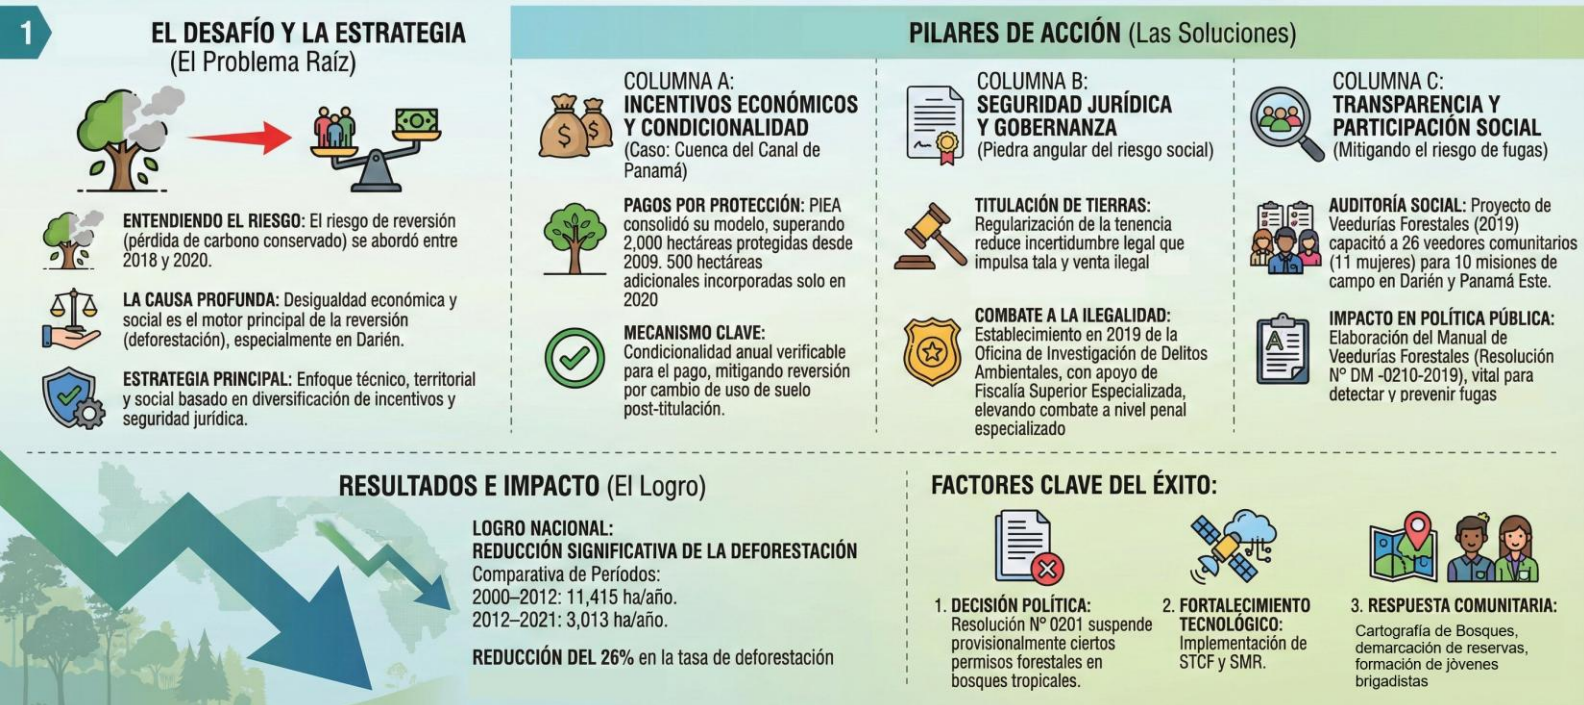 1
EL DESAFÍO Y LA ESTRATEGIA
(El Problema Raíz)
ENTENDIENDO EL RIESGO: El riesgo de reversión
(pérdida de carbono conservado) se abordó entre
2018 y 2020.
LA CAUSA PROFUNDA: Desigualdad económica y
social es el motor principal de la reversión
(deforestación), especialmente en Darién.
ESTRATEGIA PRINCIPAL: Enfoque técnico, territorial
y social basado en diversificación de incentivos y
seguridad jurídica.
PILARES DE ACCIÓN (Las Soluciones)
COLUMNA A:
INCENTIVOS ECONÓMICOS
Y CONDICIONALIDAD
(Caso: Cuenca del Canal de
Panamá)
PAGOS POR PROTECCIÓN: PIEA
consolidó su modelo, superando
2,000 hectáreas protegidas desde
2009. 500 hectáreas
adicionales incorporadas solo en
2020
MECANISMO CLAVE:
Condicionalidad anual verificable
para el pago, mitigando reversión
por cambio de uso de suelo
post-titulación.
COLUMNA B:
SEGURIDAD JURÍDICA
Y GOBERNANZA
(Piedra angular del riesgo social)
TITULACIÓN DE TIERRAS:
Regularización de la tenencia
reduce incertidumbre legal que
impulsa tala y venta ilegal
COMBATE A LA ILEGALIDAD:
Establecimiento en 2019 de la
Oficina de Investigación de Delitos
Ambientales, con apoyo de
Fiscalía Superior Especializada,
elevando combate a nivel penal
especializado
COLUMNA C:
TRANSPARENCIA Y
PARTICIPACIÓN SOCIAL
(Mitigando el riesgo de fugas)
AUDITORÍA SOCIAL: Proyecto de
Veedurías Forestales (2019)
capacitó a 26 veedores comunitarios
(11 mujeres) para 10 misiones de
campo en Darién y Panamá Este.
IMPACTO EN POLÍTICA PÚBLICA:
Elaboración del Manual de
Veedurías Forestales (Resolución
Nº DM -0210-2019), vital para
detectar y prevenir fugas
RESULTADOS E IMPACTO (El Logro)
LOGRO NACIONAL:
REDUCCIÓN SIGNIFICATIVA DE LA DEFORESTACIÓN
Comparativa de Períodos:
2000–2012: 11,415 ha/año.
2012–2021: 3,013 ha/año.
REDUCCIÓN DEL 26% en la tasa de deforestación
FACTORES CLAVE DEL ÉXITO:
1. DECISIÓN POLÍTICA:
Resolución Nº 0201 suspende
provisionalmente ciertos
permisos forestales en
bosques tropicales.
2. FORTALECIMIENTO
TECNOLÓGICO:
Implementación de
STCF y SMR.
3. RESPUESTA COMUNITARIA:
Cartografía de Bosques,
demarcación de reservas,
formación de jòvenes
brigadistas